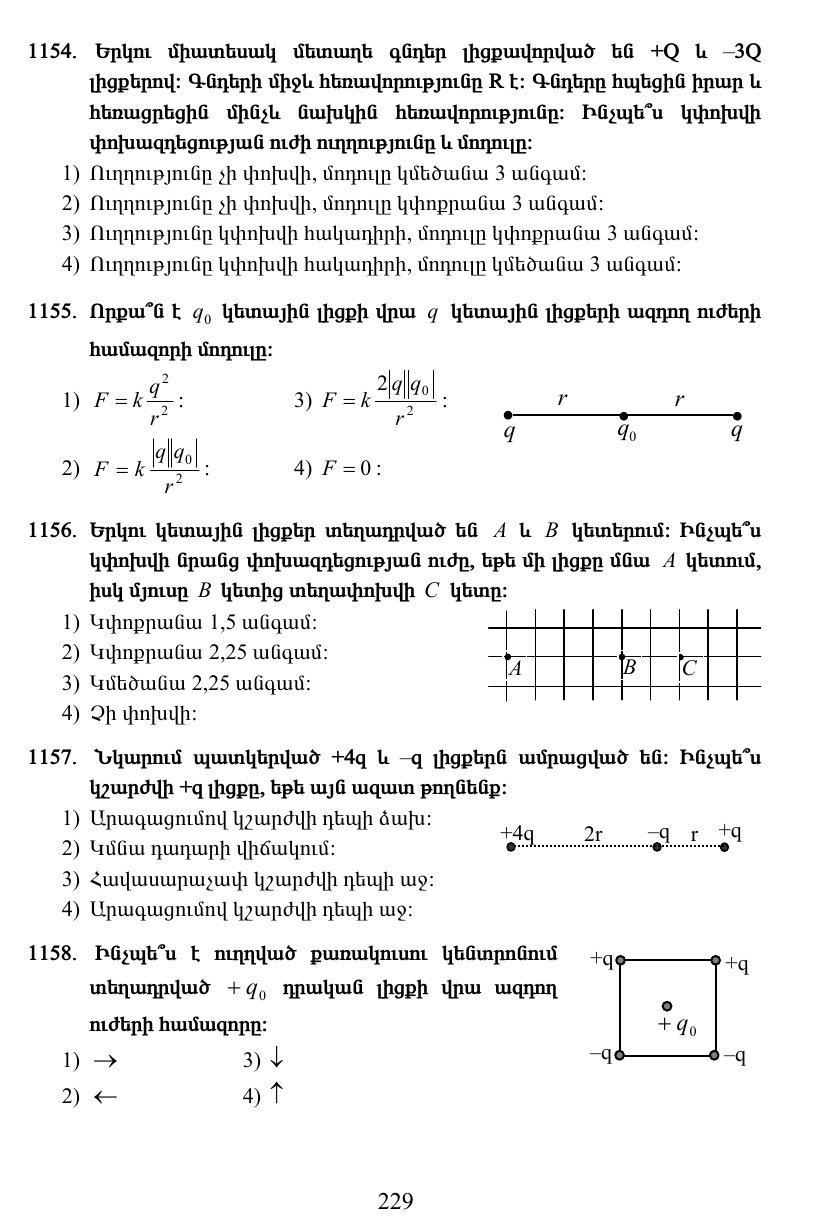 1154. Երկու միատեսակ մետաղե գնդեր լիցքավորված են +Q և –3Q
լիցքերով: Գնդերի միջև հեռավորությունը R է: Գնդերը հպեցին իրար և
հեռացրեցին մինչև նախկին հեռավորությունը: Ինչպե՞ս կփոխվի
փոխազդեցության ուժի ուղղությունը և մոդուլը:
1) Ուղղությունը չի փոխվի, մոդուլը կմեծանա 3 անգամ:
2) Ուղղությունը չի փոխվի, մոդուլը կփոքրանա 3 անգամ:
3) Ուղղությունը կփոխվի հակադիրի, մոդուլը կփոքրանա 3 անգամ:
4) Ուղղությունը կփոխվի հակադիրի, մոդուլը կմեծանա 3 անգամ:
1155. Որքա՞ն է q₀ կետային լիցքի վրա q կետային լիցքերի ազդող ուժերի
համազորի մոդուլը:
1) F = k q²/r² :
3) F = k 2|q||q₀|/r² :
r r
q q₀ q
2) F = k |q||q₀|/r² :
4) F = 0 :
1156. Երկու կետային լիցքեր տեղադրված են A և B կետերում: Ինչպե՞ս
կփոխվի նրանց փոխազդեցության ուժը, եթե մի լիցքը մնա A կետում,
իսկ մյուսը B կետից տեղափոխվի C կետը:
1) Կփոքրանա 1,5 անգամ:
2) Կփոքրանա 2,25 անգամ:
3) Կմեծանա 2,25 անգամ:
4) Չի փոխվի:
A B C
1157. Նկարում պատկերված +4q և –q լիցքերն ամրացված են: Ինչպե՞ս
կշարժվի +q լիցքը, եթե այն ազատ թողնենք:
1) Արագացումով կշարժվի դեպի ձախ:
2) Կմնա դադարի վիճակում:
3) Հավասարաչափ կշարժվի դեպի աջ:
4) Արագացումով կշարժվի դեպի աջ:
+4q 2r –q r +q
1158. Ինչպե՞ս է ուղղված քառակուսու կենտրոնում
տեղադրված + q₀ դրական լիցքի վրա ազդող
ուժերի համազորը:
1) →
3) ↓
2) ←
4) ↑
+q +q
+ q₀
–q –q
229